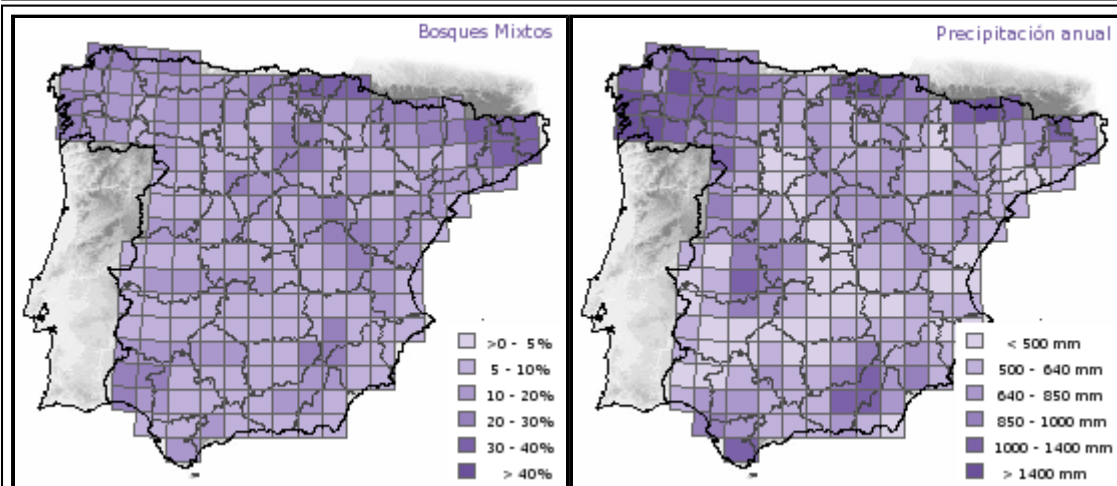 Bosques Mixtos
>0 - 5%
5 - 10%
10 - 20%
20 - 30%
30 - 40%
> 40%
Precipitación anual
< 500 mm
500 - 640 mm
640 - 850 mm
850 - 1000 mm
1000 - 1400 mm
> 1400 mm